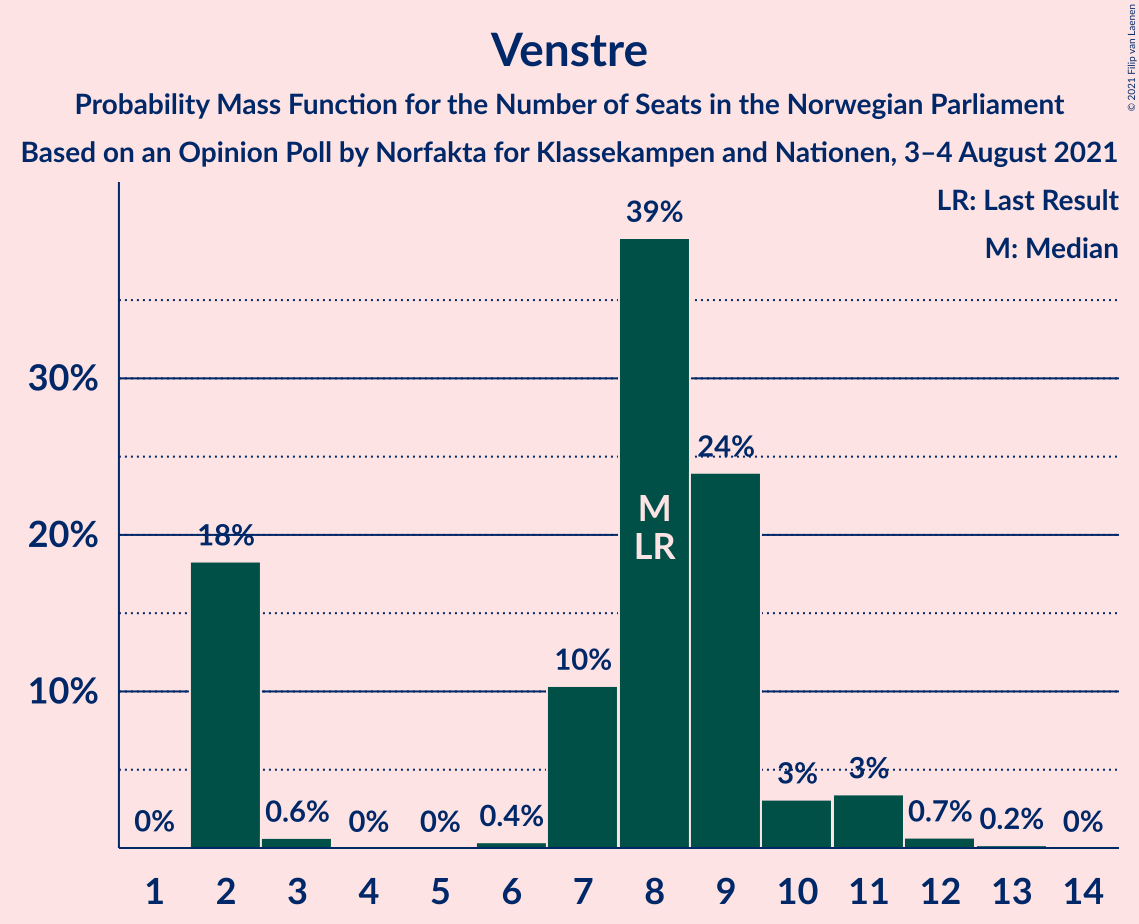 Venstre
Probability Mass Function for the Number of Seats in the Norwegian Parliament
Based on an Opinion Poll by Norfakta for Klassekampen and Nationen, 3–4 August 2021
© 2021 Filip van Laenen
LR: Last Result
M: Median
30%
20%
10%
0%
18%
0.6%
0%
0%
0.4%
10%
39%
M
LR
24%
3%
3%
0.7%
0.2%
0%
1 2 3 4 5 6 7 8 9 10 11 12 13 14